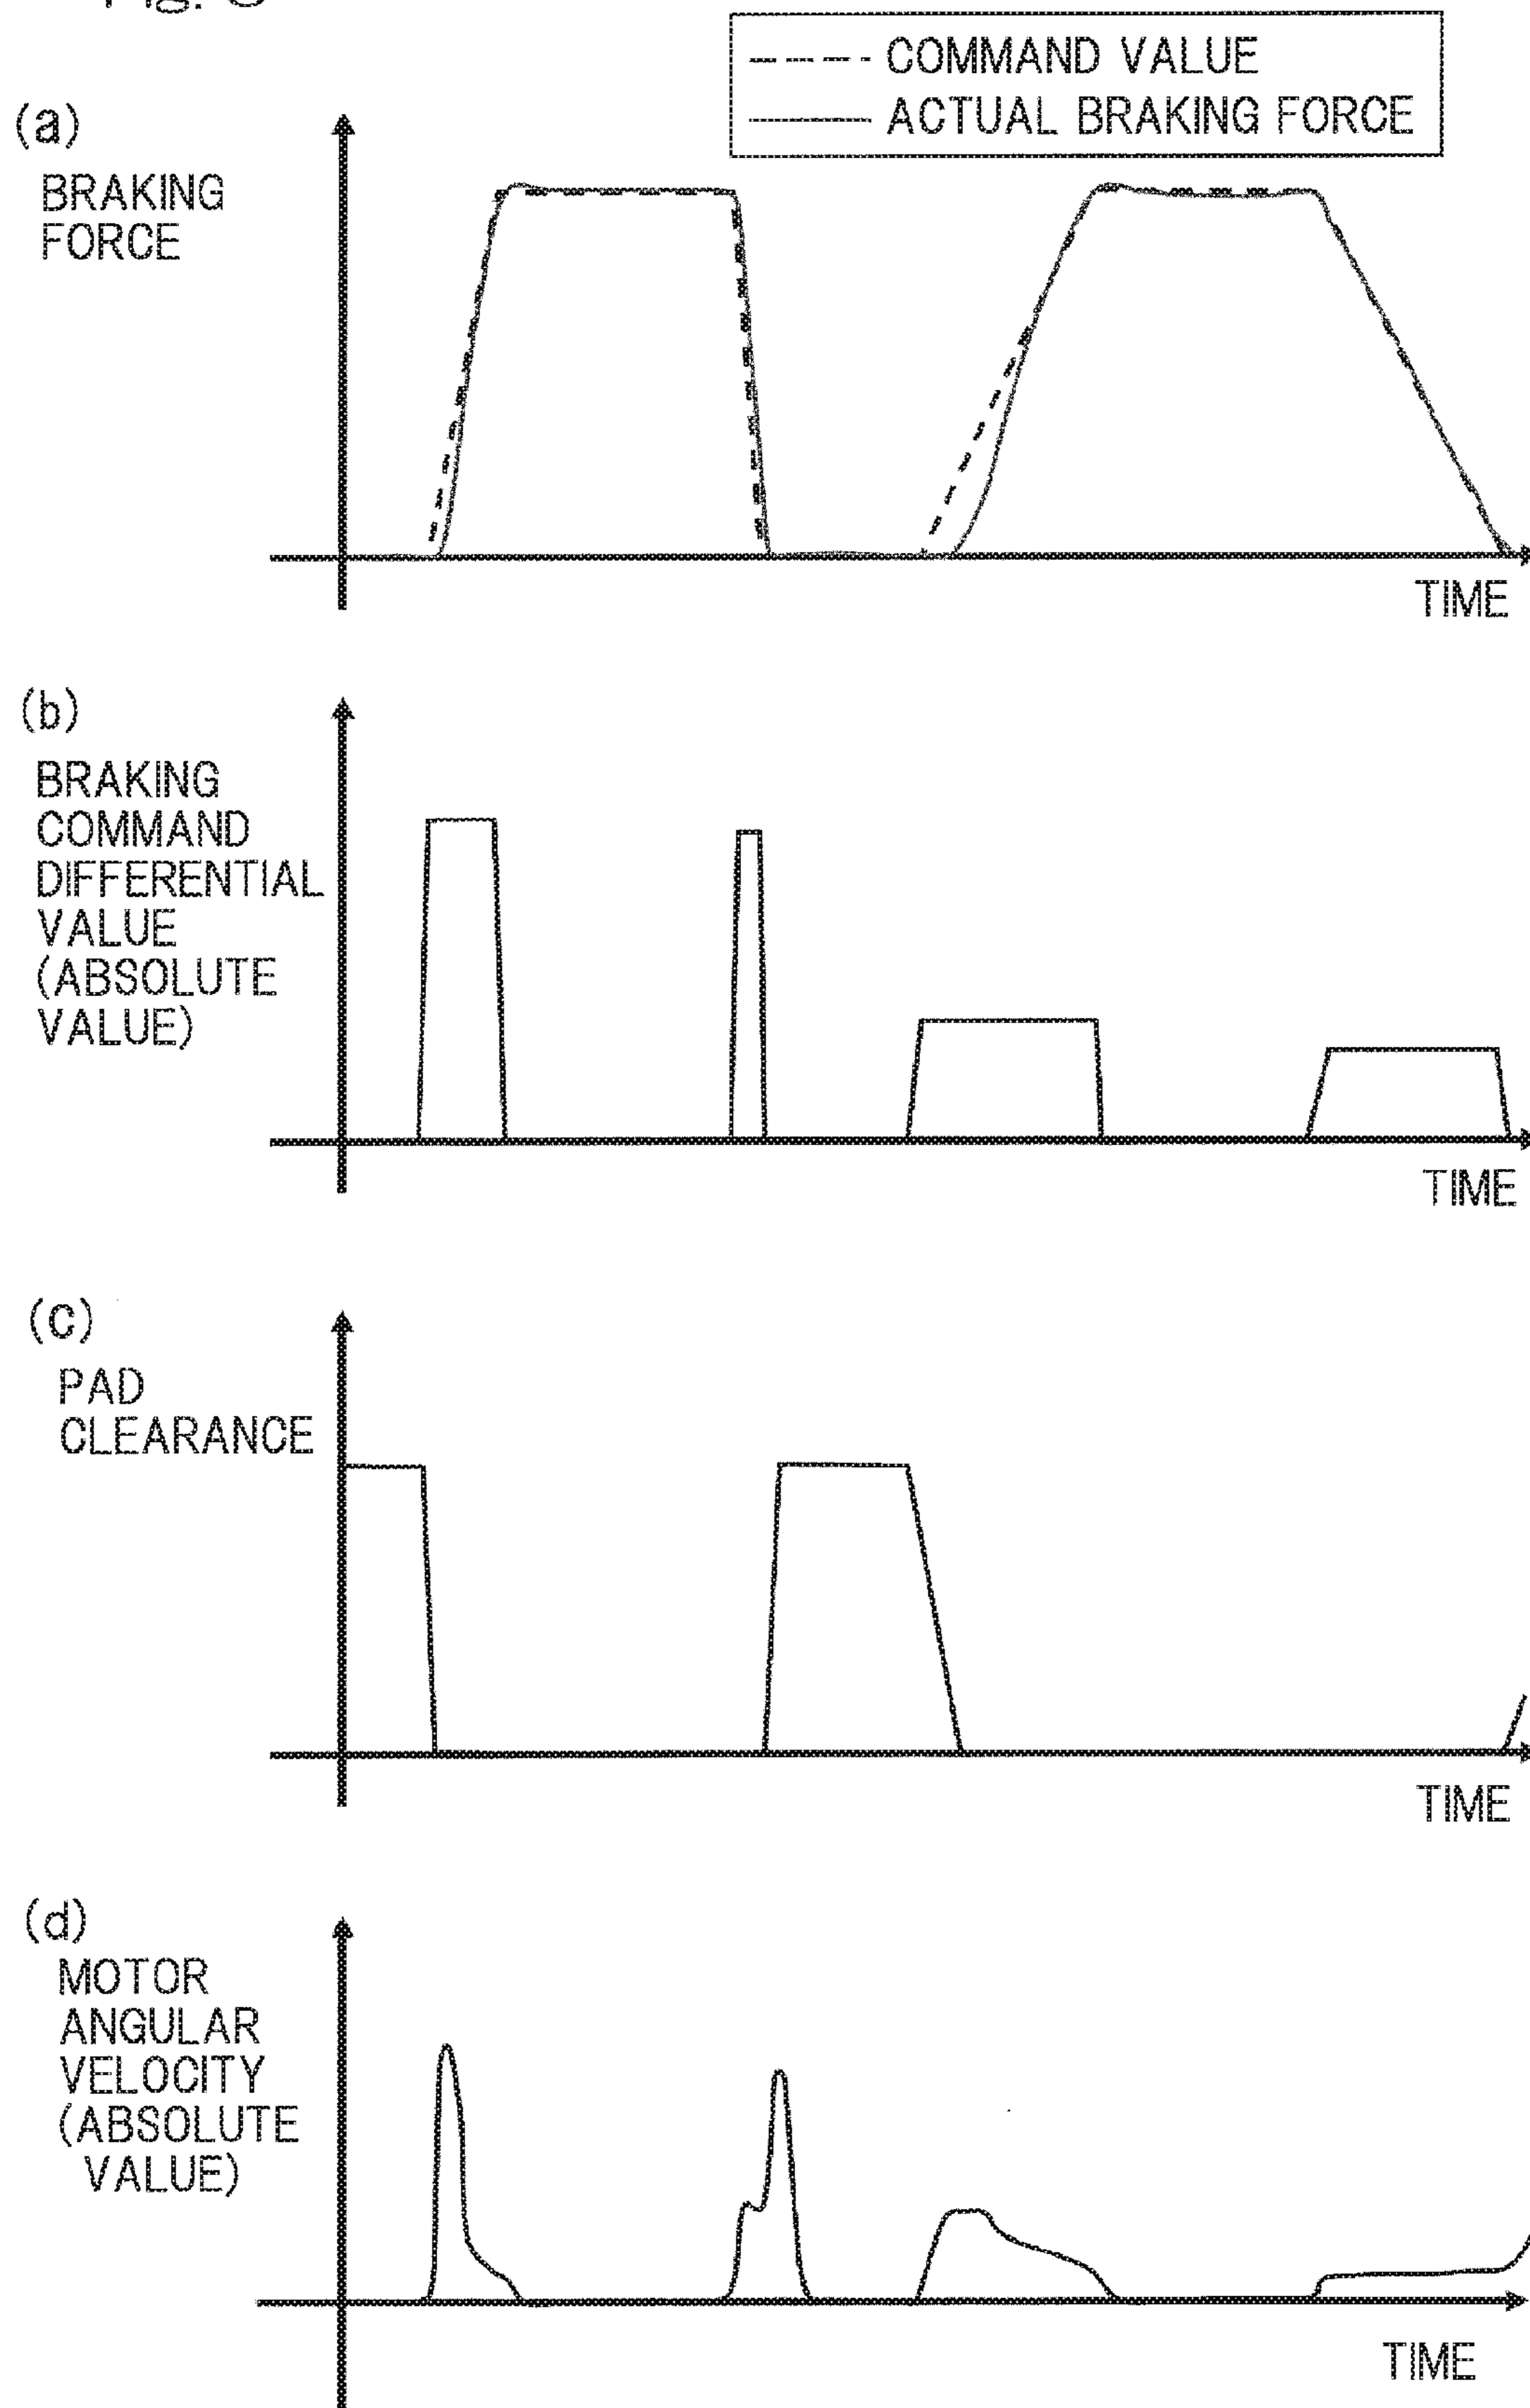 COMMAND VALUE
ACTUAL BRAKING FORCE
(a)
BRAKING
FORCE
TIME
(b)
BRAKING
COMMAND
DIFFERENTIAL
VALUE
(ABSOLUTE
VALUE)
TIME
(c)
PAD
CLEARANCE
TIME
(d)
MOTOR
ANGULAR
VELOCITY
(ABSOLUTE
VALUE)
TIME